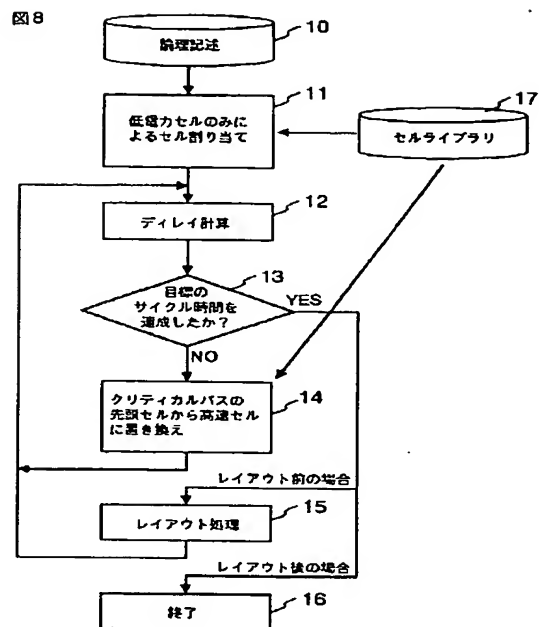 図8
10
論理記述
11
低電力セルのみに
よるセル割り当て
17
セルライブラリ
12
ディレイ計算
13
目標の
サイクル時間を
達成したか？
YES
NO
14
クリティカルパスの
先頭セルから高速セル
に置き換え
レイアウト前の場合
15
レイアウト処理
レイアウト後の場合
16
終了